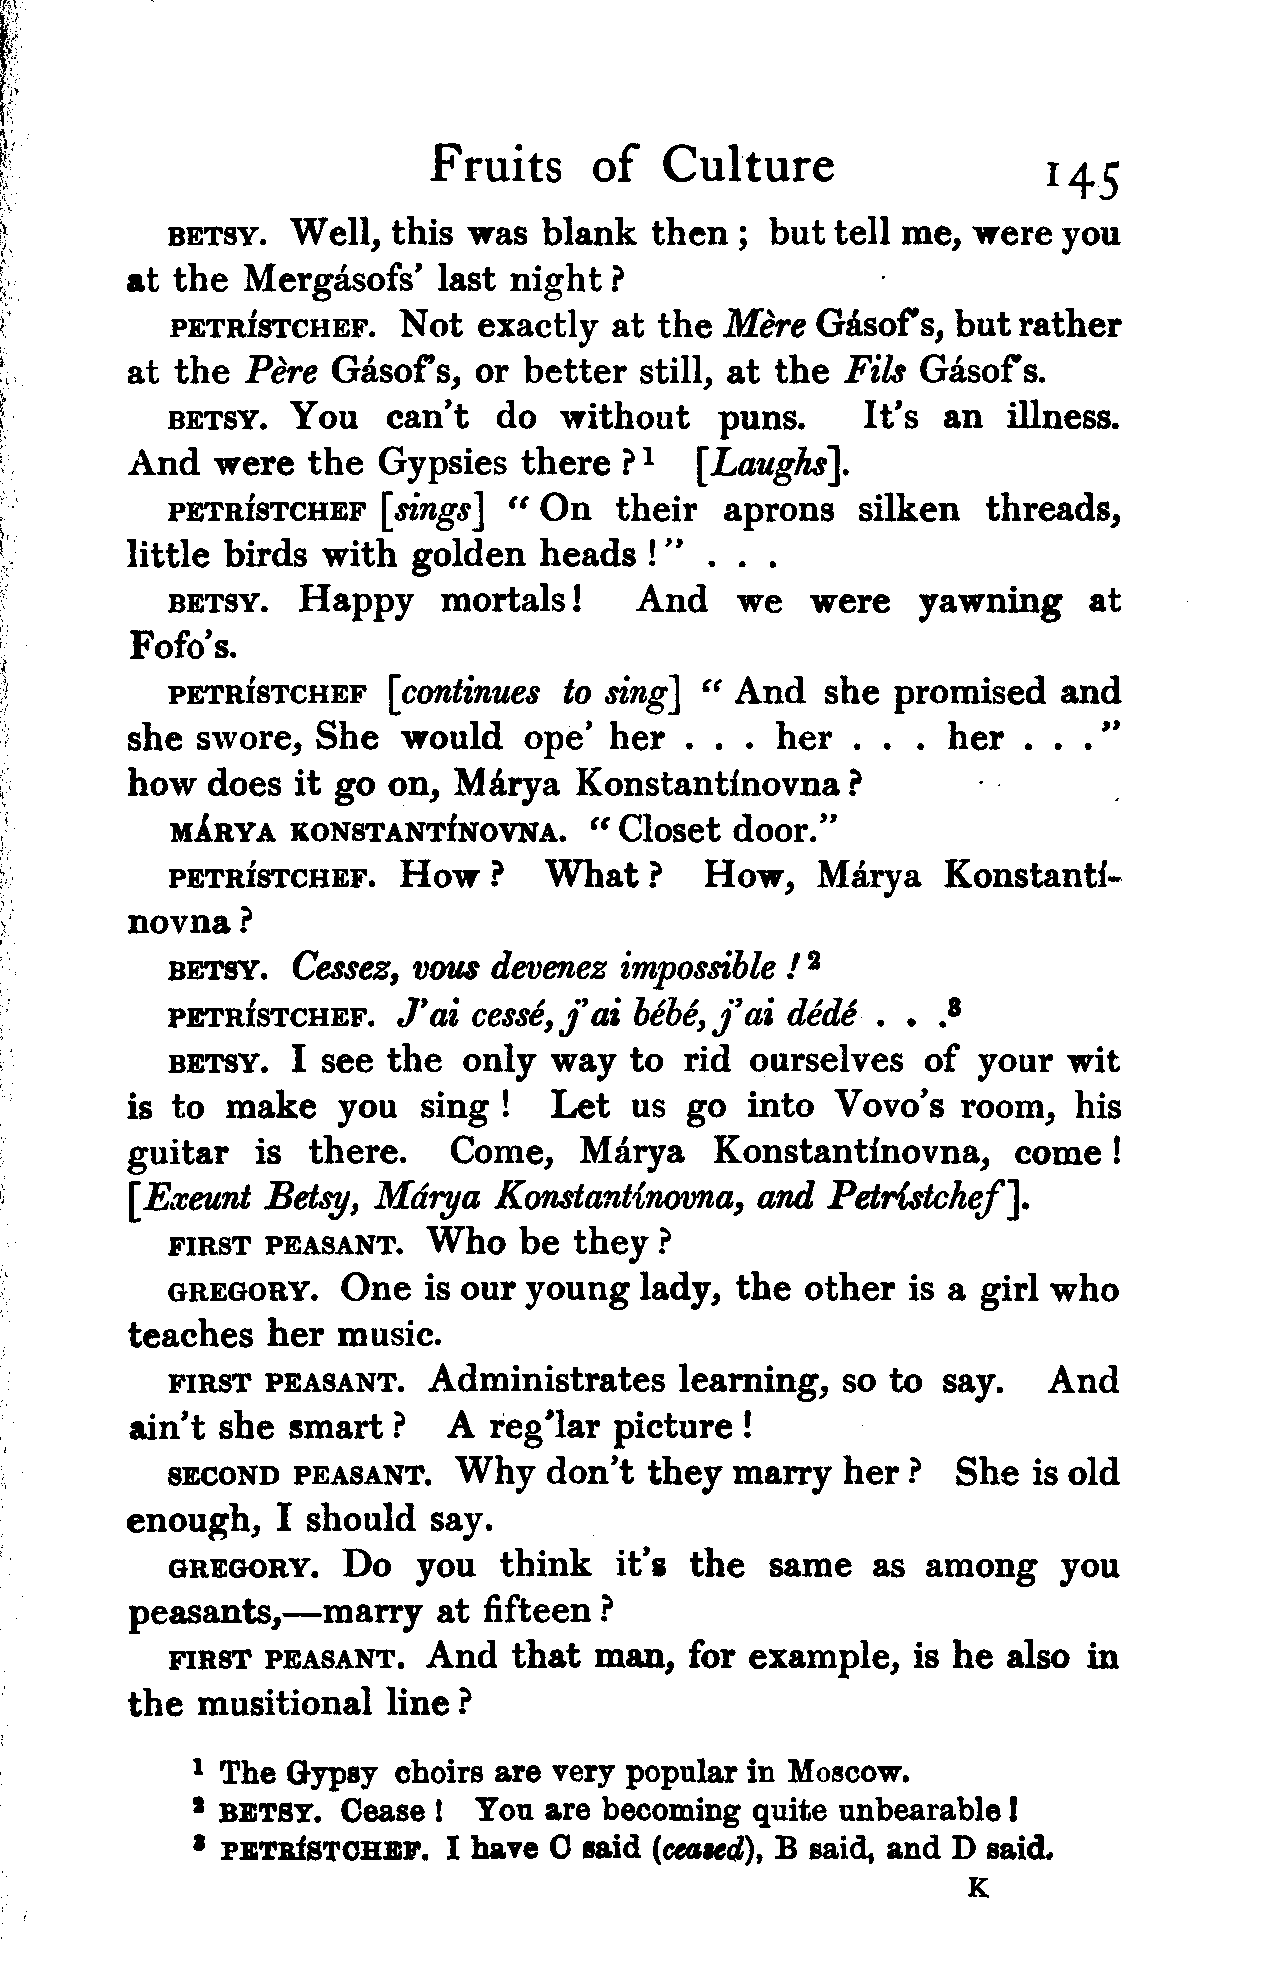 Fruits of Culture 145
BETSY. Well, this was blank then ; but tell me, were you
at the Mergásofs' last night ?
PETRÍSTCHEF. Not exactly at the Mère Gásof's, but rather
at the Père Gásof's, or better still, at the Fils Gásof's.
BETSY. You can't do without puns. It's an illness.
And were the Gypsies there ?¹ [Laughs].
PETRÍSTCHEF [sings] “ On their aprons silken threads,
little birds with golden heads ! ” . . .
BETSY. Happy mortals! And we were yawning at
Fofo's.
PETRÍSTCHEF [continues to sing] “ And she promised and
she swore, She would ope' her . . . her . . . her . . .”
how does it go on, Márya Konstantínovna ?
MÁRYA KONSTANTÍNOVNA. “ Closet door.”
PETRÍSTCHEF. How ? What ? How, Márya Konstantí-
novna ?
BETSY. Cessez, vous devenez impossible ! ²
PETRÍSTCHEF. J'ai cessé, j'ai bébé, j'ai dédé . . .³
BETSY. I see the only way to rid ourselves of your wit
is to make you sing ! Let us go into Vovo's room, his
guitar is there. Come, Márya Konstantínovna, come !
[Exeunt Betsy, Márya Konstantínovna, and Petrístchef].
FIRST PEASANT. Who be they ?
GREGORY. One is our young lady, the other is a girl who
teaches her music.
FIRST PEASANT. Administrates learning, so to say. And
ain't she smart ? A reg'lar picture !
SECOND PEASANT. Why don't they marry her ? She is old
enough, I should say.
GREGORY. Do you think it's the same as among you
peasants,—marry at fifteen ?
FIRST PEASANT. And that man, for example, is he also in
the musitional line ?
¹ The Gypsy choirs are very popular in Moscow.
² BETSY. Cease ! You are becoming quite unbearable !
³ PETRÍSTCHEF. I have C said (ceased), B said, and D said.
K